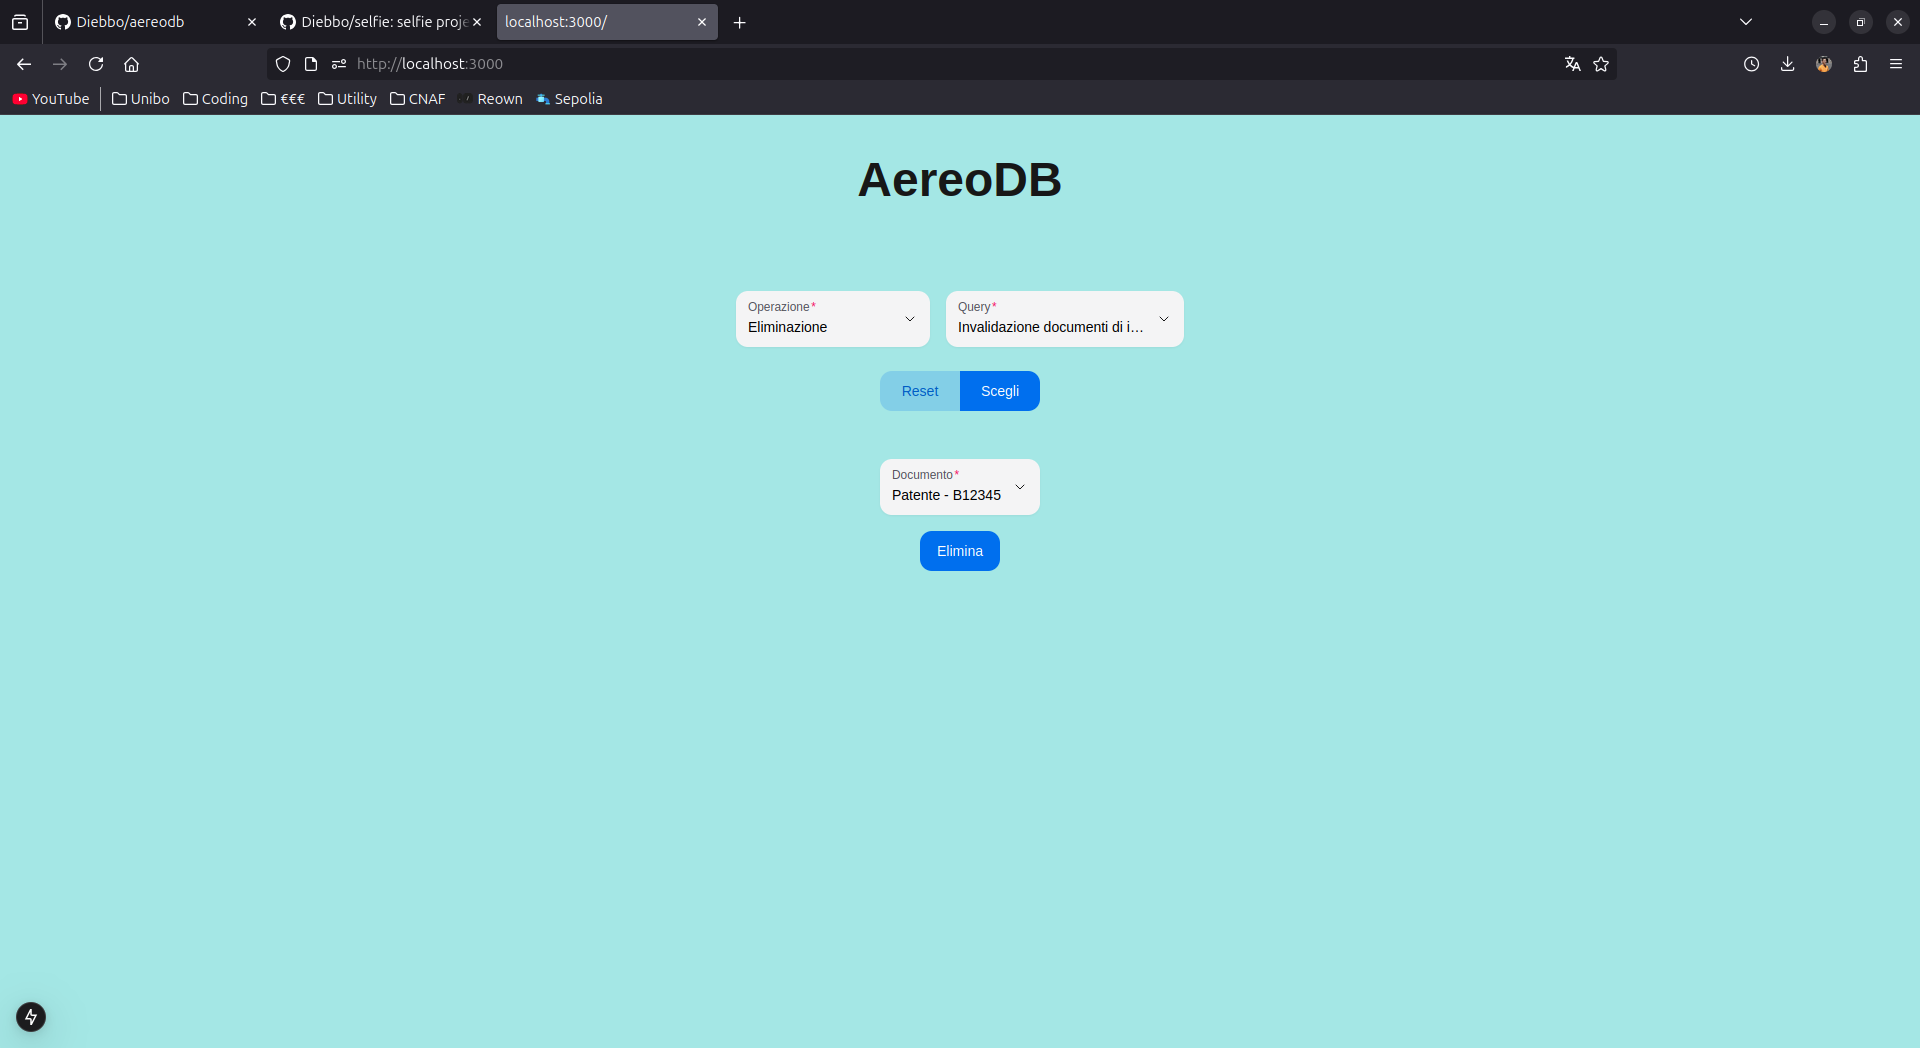 Diebbo/aereodb
Diebbo/selfie: selfie proje
localhost:3000/
http://localhost:3000
YouTube Unibo Coding €€€ Utility CNAF Reown Sepolia
AereoDB
Operazione*
Eliminazione
Query*
Invalidazione documenti di i…
Reset Scegli
Documento*
Patente - B12345
Elimina